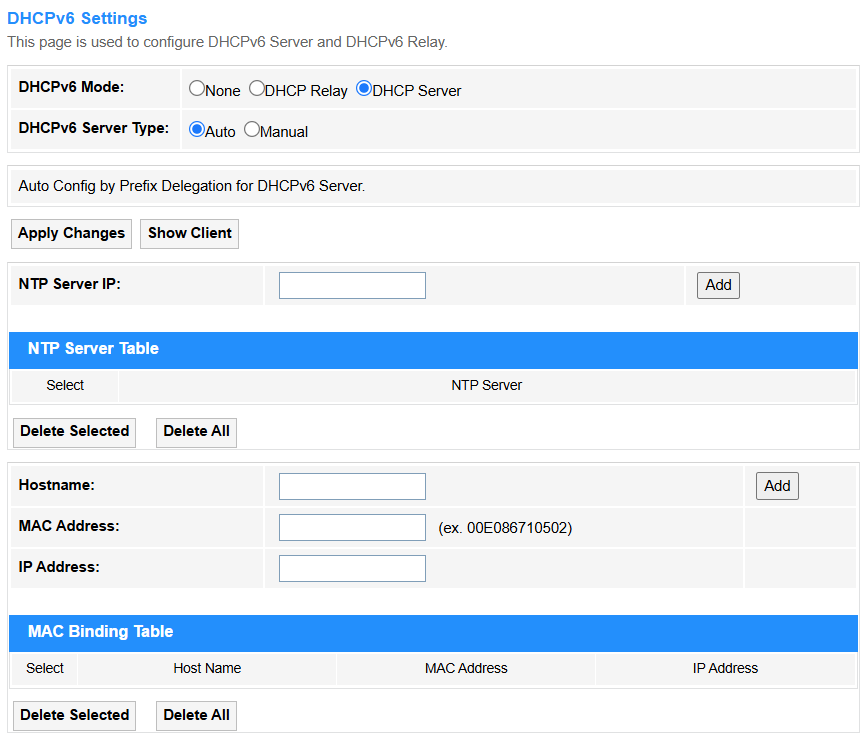 DHCPv6 Settings
This page is used to configure DHCPv6 Server and DHCPv6 Relay.
DHCPv6 Mode: None DHCP Relay DHCP Server
DHCPv6 Server Type: Auto Manual
Auto Config by Prefix Delegation for DHCPv6 Server.
Apply Changes Show Client
NTP Server IP: Add
NTP Server Table
Select NTP Server
Delete Selected Delete All
Hostname: Add
MAC Address: (ex. 00E086710502)
IP Address:
MAC Binding Table
Select Host Name MAC Address IP Address
Delete Selected Delete All